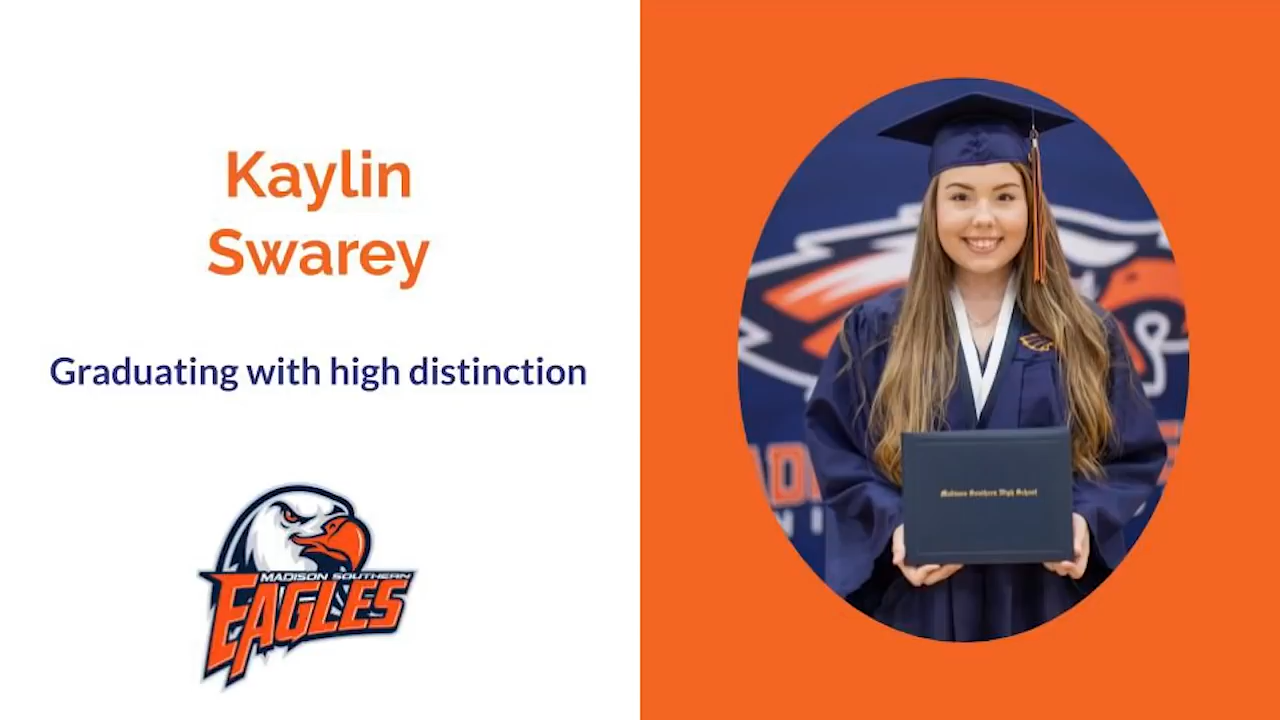 Kaylin
Swarey
Graduating with high distinction
MADISON SOUTHERN
EAGLES
Madison Southern High School